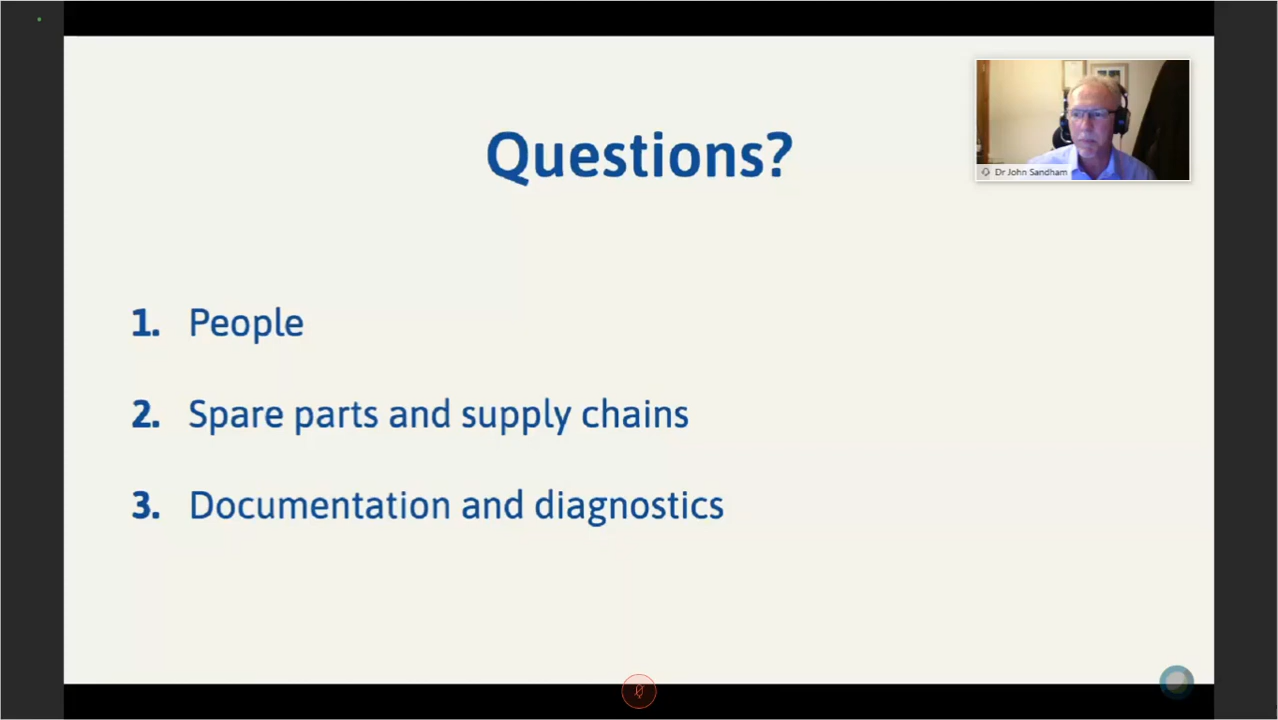 Questions?
Dr John Sandham
1. People
2. Spare parts and supply chains
3. Documentation and diagnostics